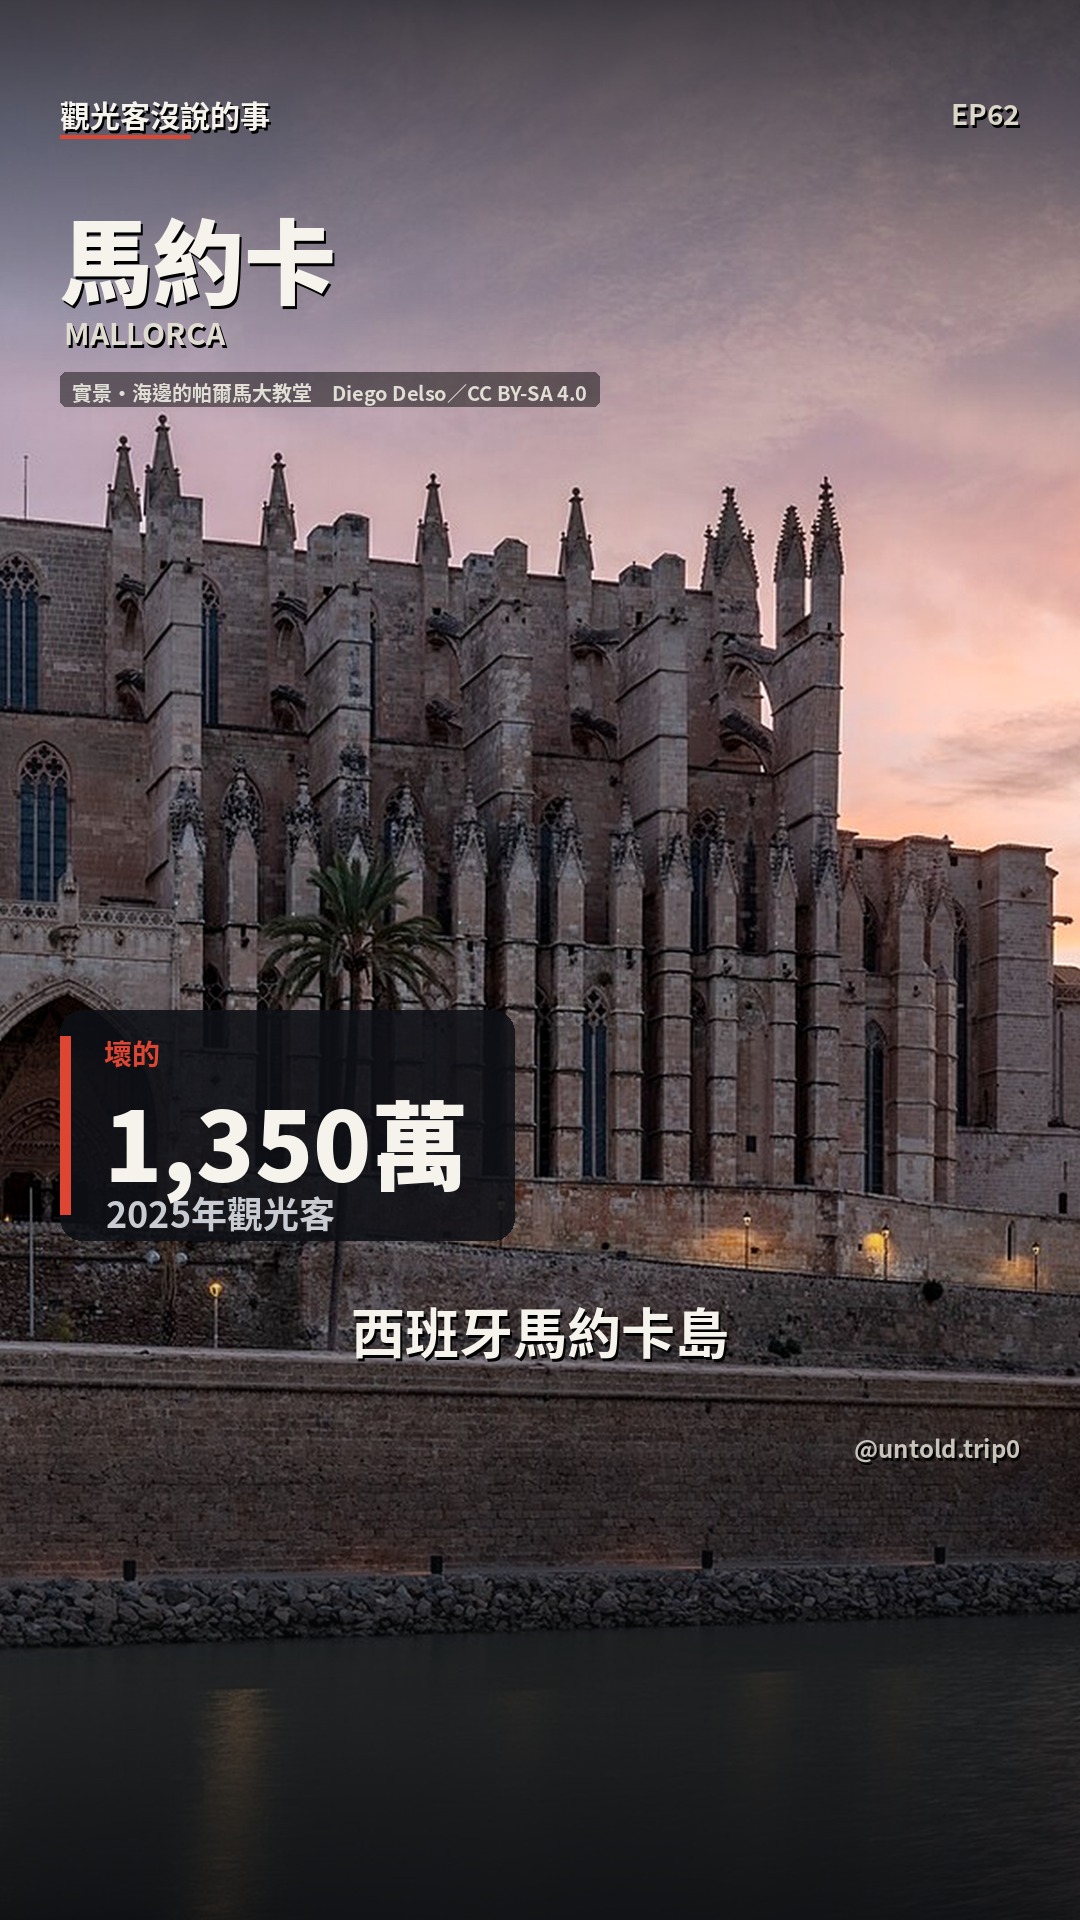 觀光客沒說的事
EP62
馬約卡
MALLORCA
實景・海邊的帕爾馬大教堂 Diego Delso／CC BY-SA 4.0
壞的
1,350萬
2025年觀光客
西班牙馬約卡島
@untold.trip0